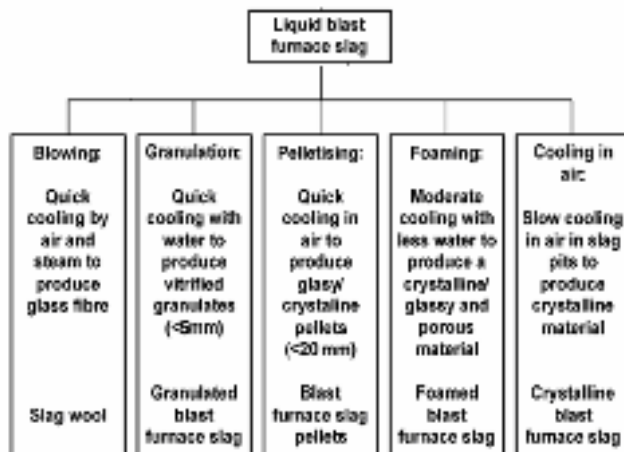 Liquid blast
furnace slag
Blowing:
Quick
cooling by
air and
steam to
produce
glass fibre
Slag wool
Granulation:
Quick
cooling with
water to
produce
vitrified
granulates
(<5mm)
Granulated
blast
furnace slag
Pelletising:
Quick
cooling in
air to
produce
glasy/
crystaline
pellets
(<20 mm)
Blast
furnace slag
pellets
Foaming:
Moderate
cooling with
less water to
produce a
crystalline/
glassy and
porous
material
Foamed
blast
furnace slag
Cooling in
air:
Slow cooling
in air in slag
pits to
produce
crystalline
material
Crystalline
blast
furnace slag